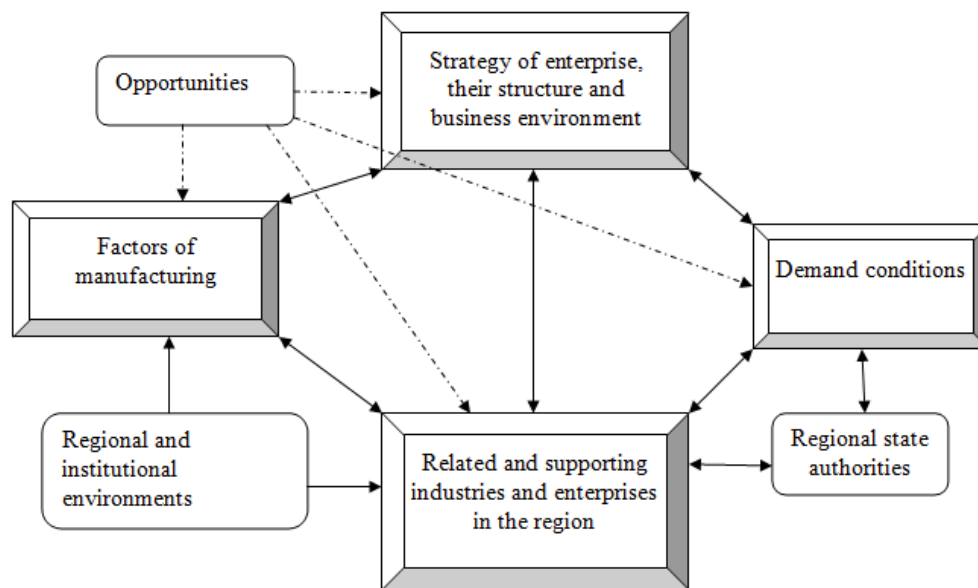 Opportunities
Strategy of enterprise,
their structure and
business environment
Factors of
manufacturing
Demand conditions
Regional and
institutional
environments
Related and supporting
industries and enterprises
in the region
Regional state
authorities